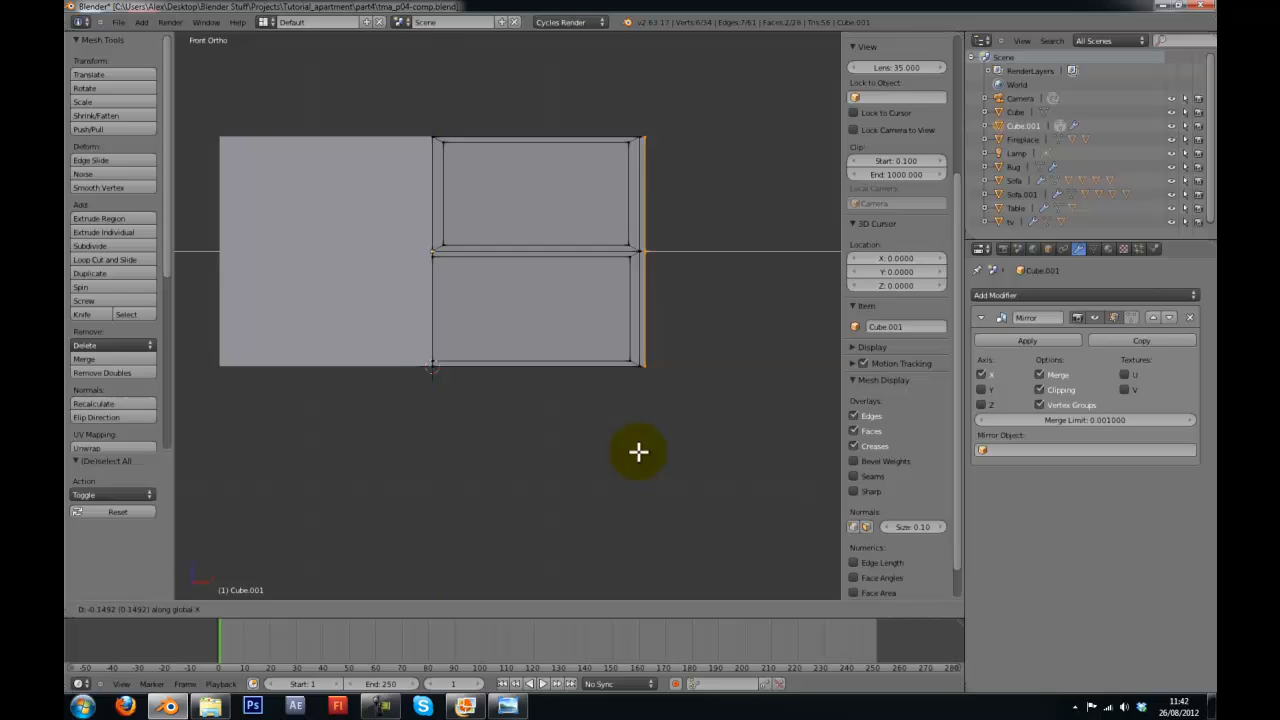 Blender* [C:\Users\Alex\Desktop\Blender Stuff\Projects\Tutorial_apartment\part4\tma_p04-comp.blend]
File Add Render Window Help Default Scene Cycles Render v2.63.17 | Verts:6/34 | Edges:7/61 | Faces:2/28 | Tris:56 | Cube.001
Mesh Tools
Transform:
Translate
Rotate
Scale
Shrink/Fatten
Push/Pull
Deform:
Edge Slide
Noise
Smooth Vertex
Add:
Extrude Region
Extrude Individual
Subdivide
Loop Cut and Slide
Duplicate
Spin
Screw
Knife Select
Remove:
Delete
Merge
Remove Doubles
Normals:
Recalculate
Flip Direction
UV Mapping:
Unwrap
(De)select All
Action
Toggle
Reset
Front Ortho
(1) Cube.001
D: -0.1492 (0.1492) along global X
View
Lens: 35.000
Lock to Object:
Lock to Cursor
Lock Camera to View
Clip:
Start: 0.100
End: 1000.000
Local Camera:
Camera
3D Cursor
Location:
X: 0.0000
Y: 0.0000
Z: 0.0000
Item
Cube.001
Display
Motion Tracking
Mesh Display
Overlays:
Edges
Faces
Creases
Bevel Weights
Seams
Sharp
Normals:
Size: 0.10
Numerics:
Edge Length
Face Angles
Face Area
View Search All Scenes
Scene
RenderLayers
World
Camera
Cube
Cube.001
Fireplace
Lamp
Rug
Sofa
Sofa.001
Table
tv
Cube.001
Add Modifier
Mirror
Apply Copy
Axis: Options: Textures:
X Merge U
Y Clipping V
Z Vertex Groups
Merge Limit: 0.001000
Mirror Object:
-50 -40 -30 -20 -10 0 10 20 30 40 50 60 70 80 90 100 110 120 130 140 150 160 170 180 190 200 210 220 230 240 250 260 270 280
View Marker Frame Playback Start: 1 End: 250 1 No Sync
Ps Ae Fl
11:42
26/08/2012